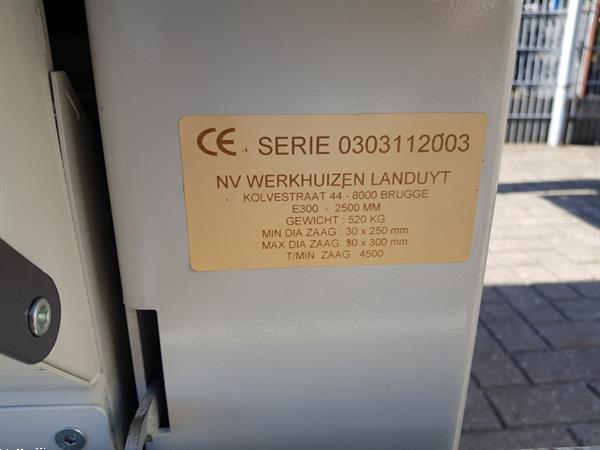 CE SERIE 0303112003
NV WERKHUIZEN LANDUYT
KOLVESTRAAT 44 - 8000 BRUGGE
E300 - 2500 MM
GEWICHT : 520 KG
MIN DIA ZAAG : 30 x 250 mm
MAX DIA ZAAG. 30 x 300 mm
T/MIN ZAAG : 4500